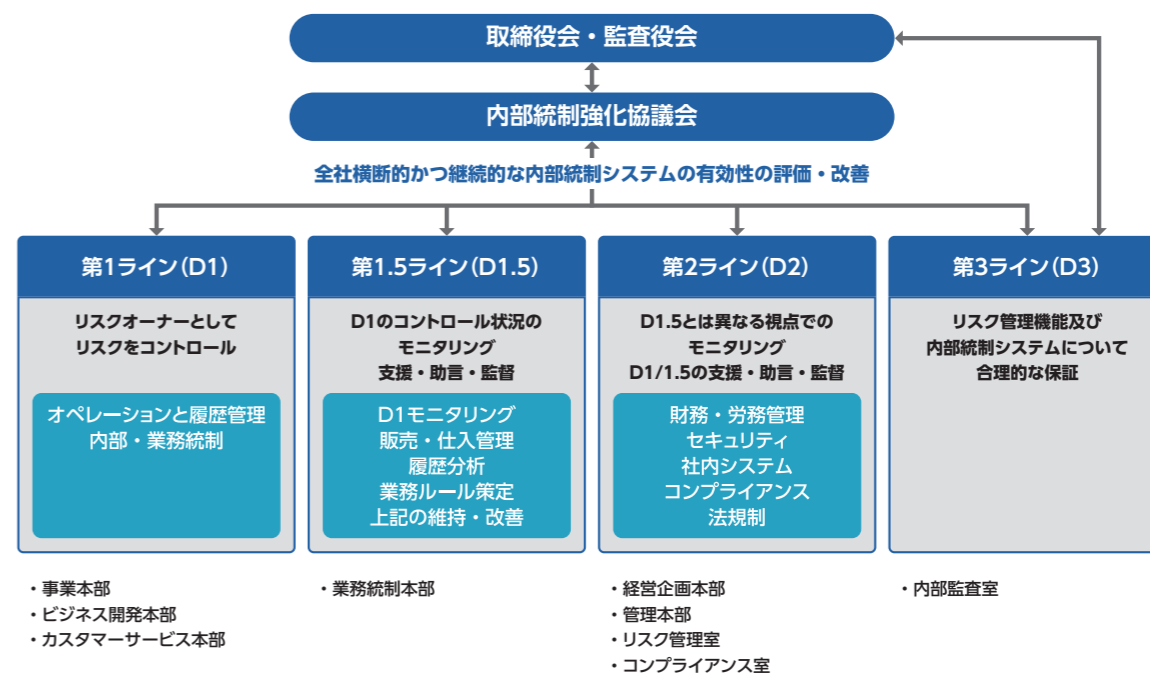 取締役会・監査役会
内部統制強化協議会
全社横断的かつ継続的な内部統制システムの有効性の評価・改善
第1ライン(D1)
リスクオーナーとして
リスクをコントロール
オペレーションと履歴管理
内部・業務統制
・事業本部
・ビジネス開発本部
・カスタマーサービス本部
第1.5ライン(D1.5)
D1のコントロール状況の
モニタリング
支援・助言・監督
D1モニタリング
販売・仕入管理
履歴分析
業務ルール策定
上記の維持・改善
・業務統制本部
第2ライン(D2)
D1.5とは異なる視点での
モニタリング
D1/1.5の支援・助言・監督
財務・労務管理
セキュリティ
社内システム
コンプライアンス
法規制
・経営企画本部
・管理本部
・リスク管理室
・コンプライアンス室
第3ライン(D3)
リスク管理機能及び
内部統制システムについて
合理的な保証
・内部監査室